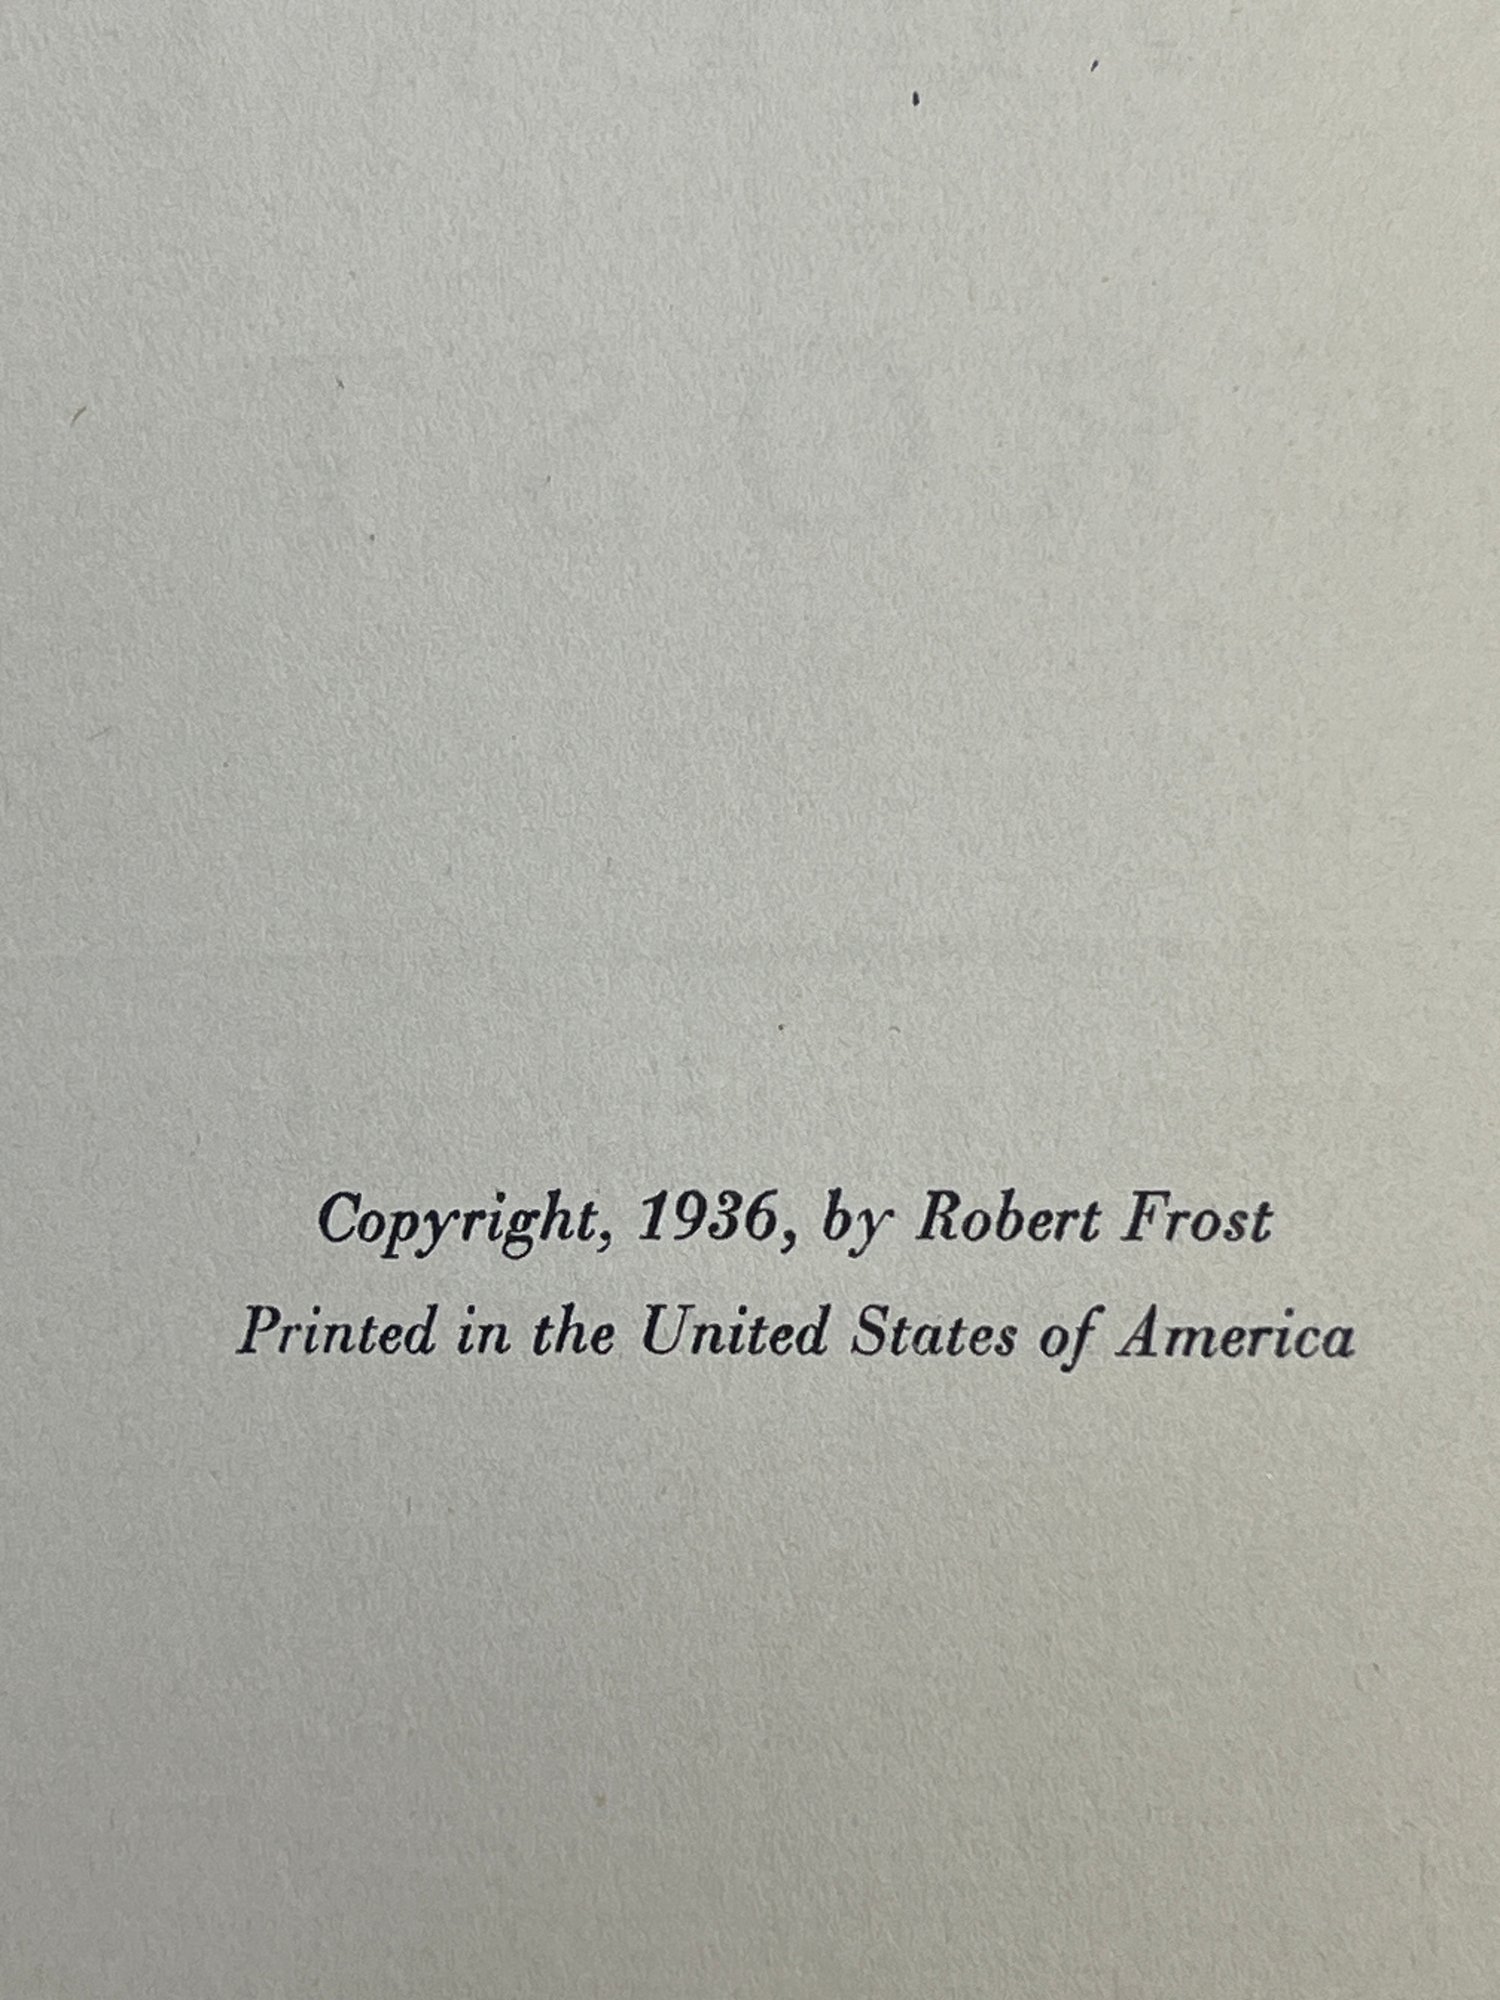 Copyright, 1936, by Robert Frost
Printed in the United States of America